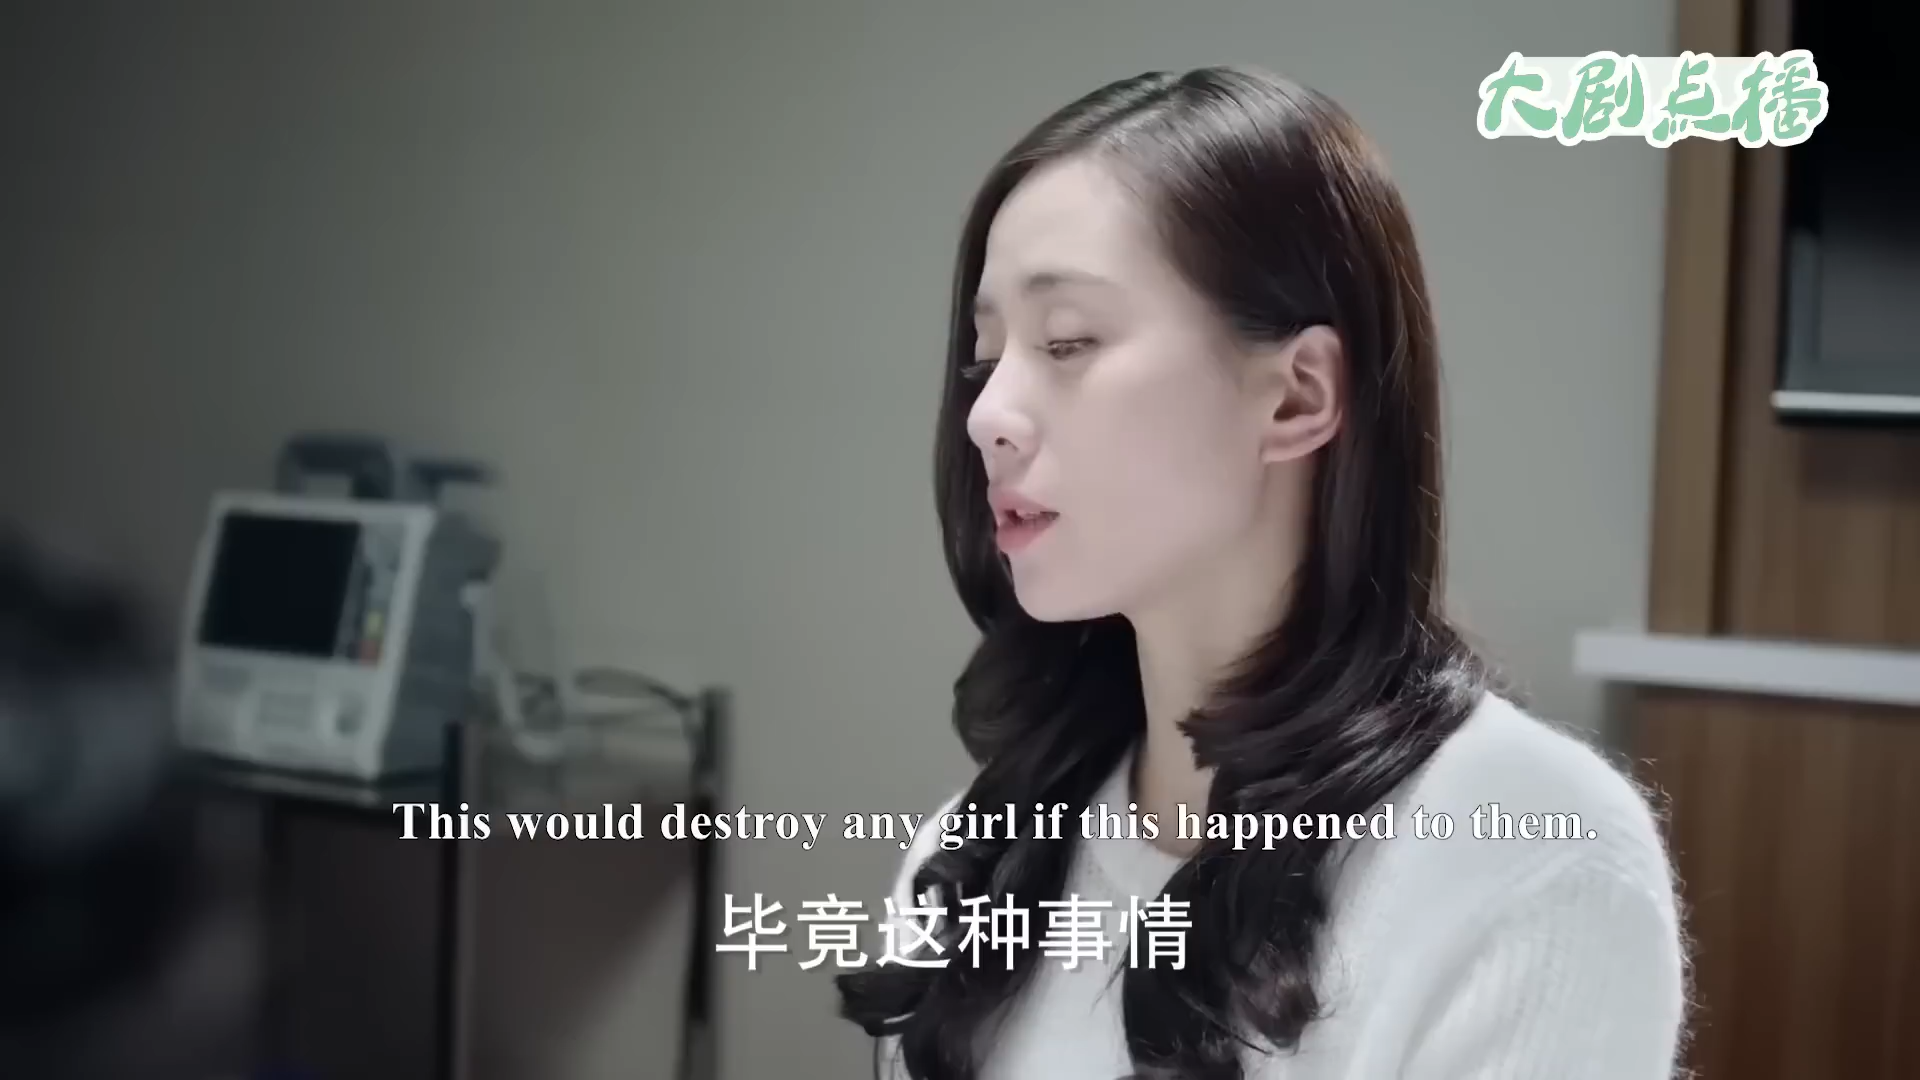 大剧点播
This would destroy any girl if this happened to them.
毕竟这种事情